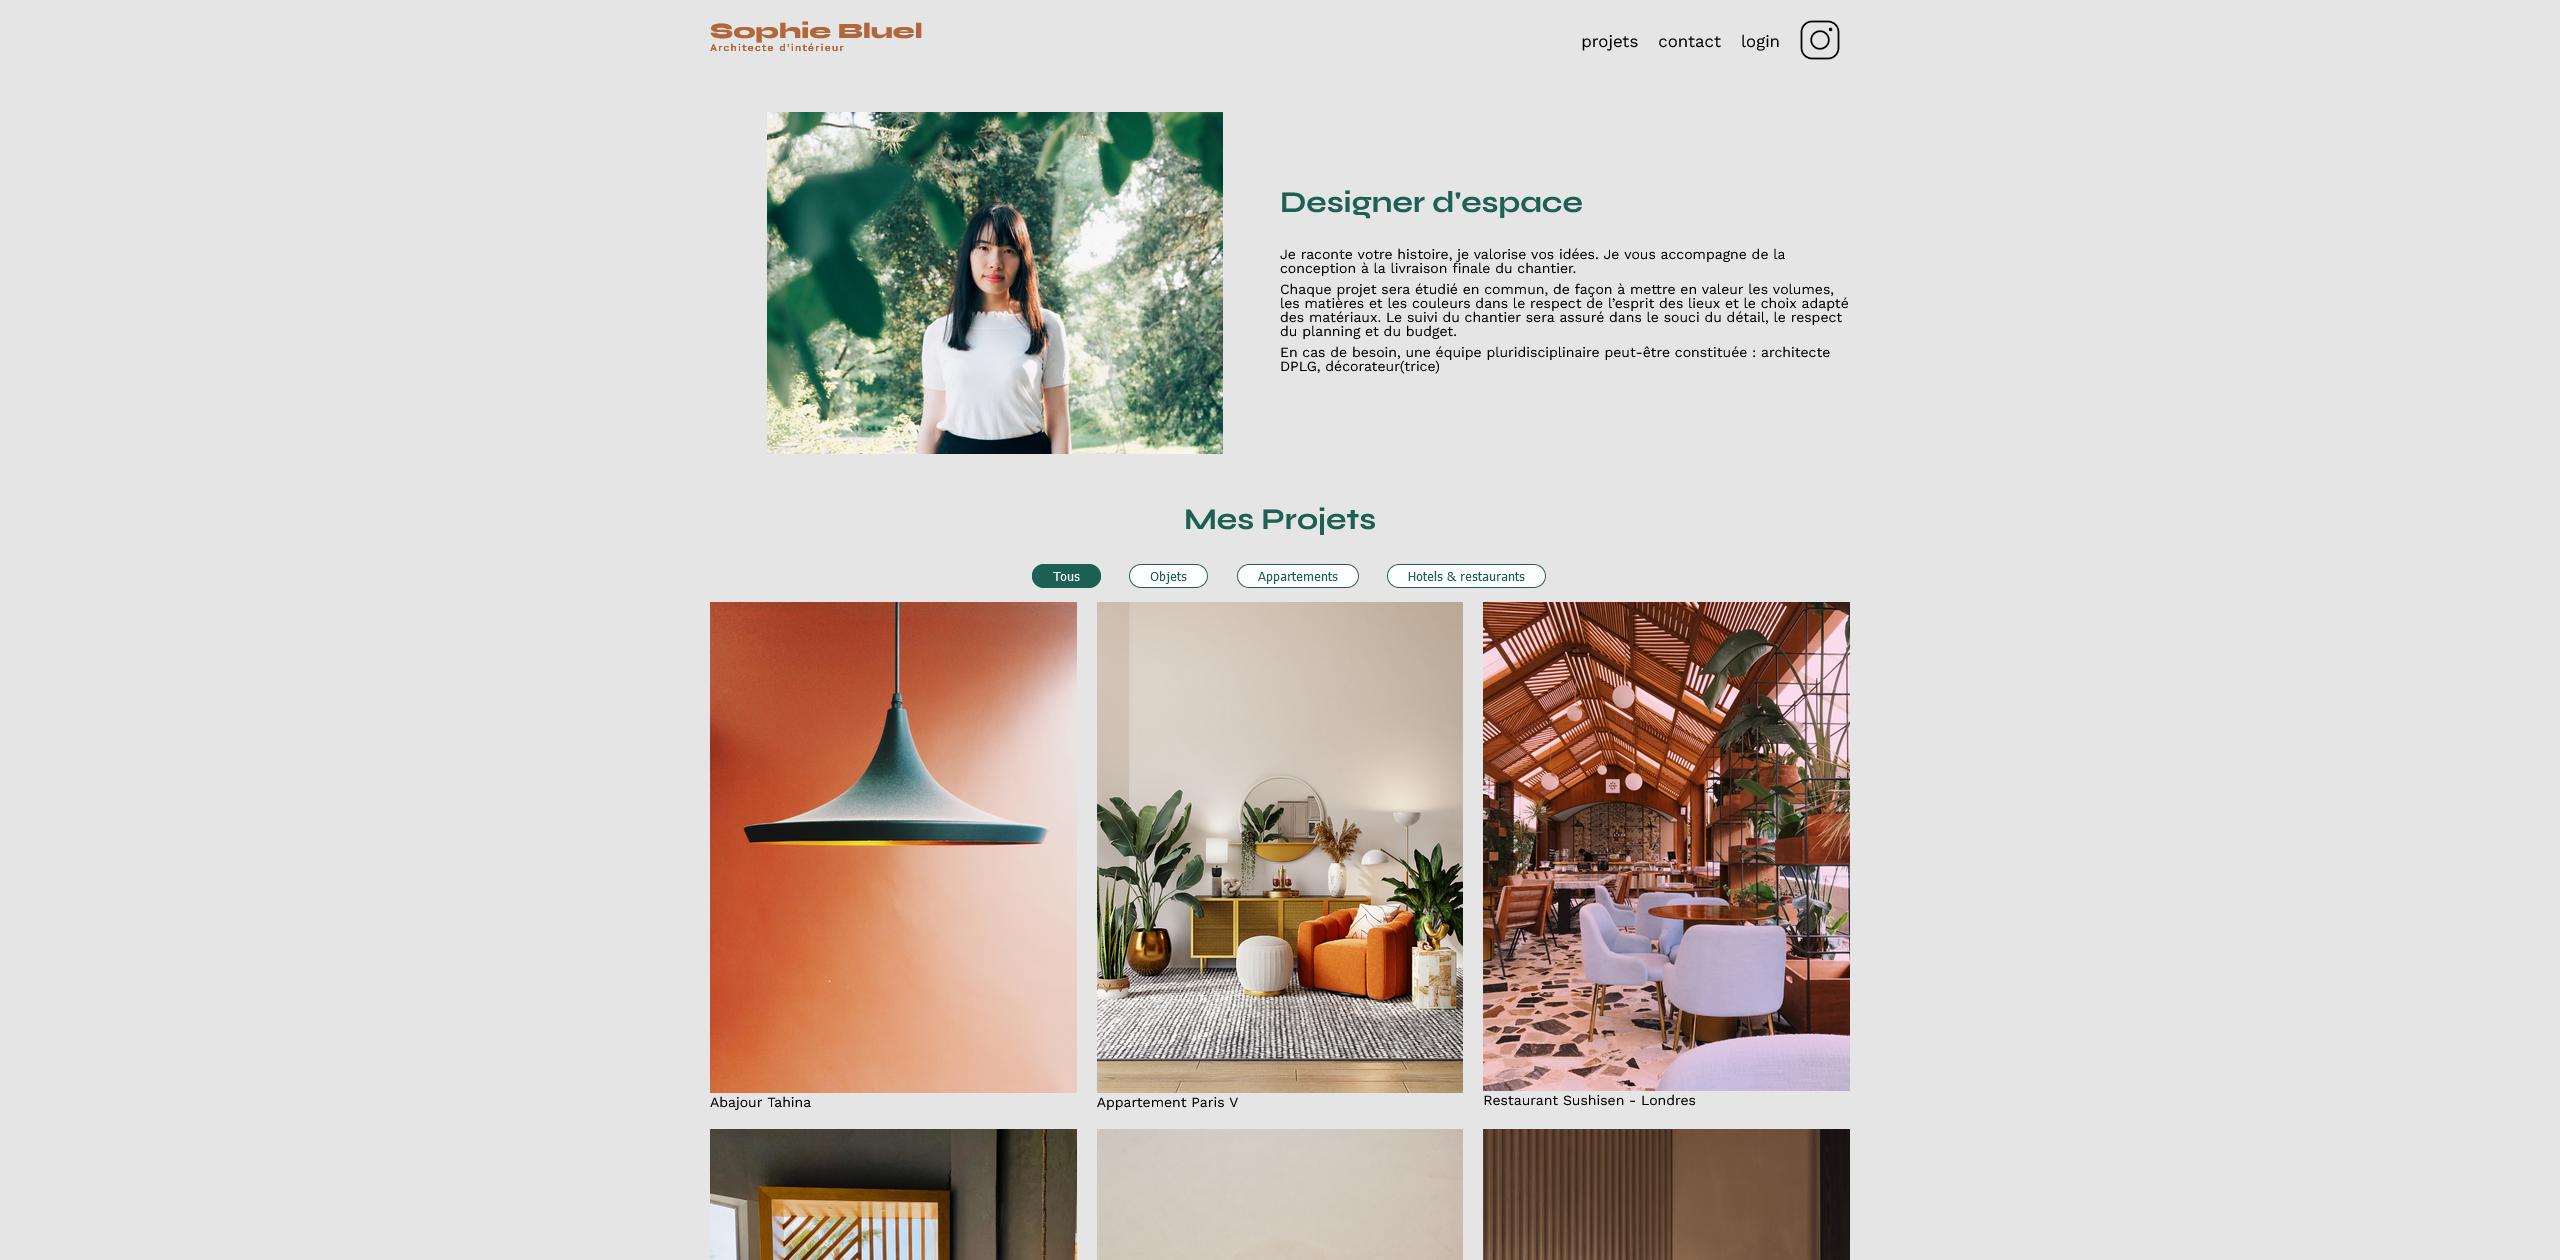 Sophie Bluel
Architecte d'intérieur
projets
contact
login
Designer d'espace
Je raconte votre histoire, je valorise vos idées. Je vous accompagne de la
conception à la livraison finale du chantier.
Chaque projet sera étudié en commun, de façon à mettre en valeur les volumes,
les matières et les couleurs dans le respect de l’esprit des lieux et le choix adapté
des matériaux. Le suivi du chantier sera assuré dans le souci du détail, le respect
du planning et du budget.
En cas de besoin, une équipe pluridisciplinaire peut-être constituée : architecte
DPLG, décorateur(trice)
Mes Projets
Tous
Objets
Appartements
Hotels & restaurants
Abajour Tahina
Appartement Paris V
Restaurant Sushisen - Londres